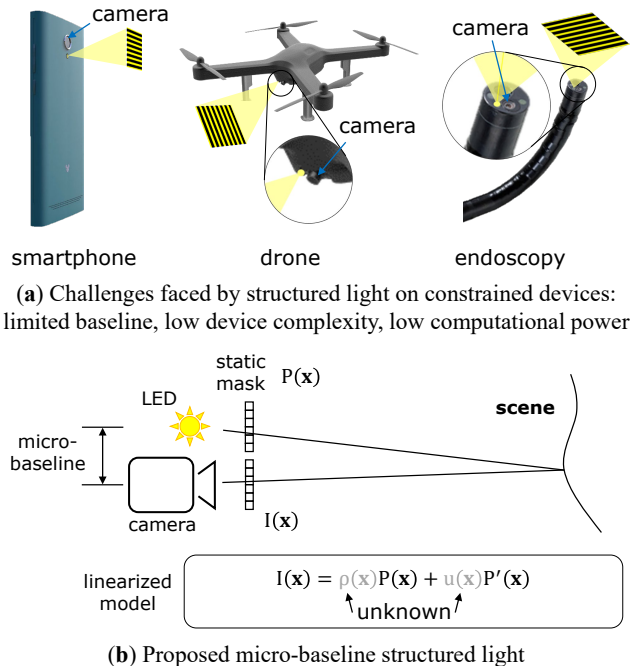 camera
camera
camera
smartphone
drone
endoscopy
(a) Challenges faced by structured light on constrained devices:
limited baseline, low device complexity, low computational power
static
mask
P(x)
LED
scene
micro-
baseline
camera
I(x)
linearized
model
I(x) = ρ(x)P(x) + u(x)P′(x)
unknown
(b) Proposed micro-baseline structured light